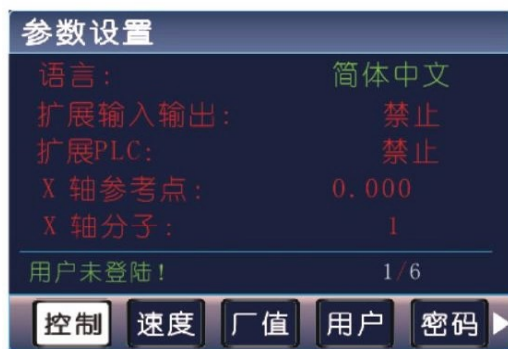 参数设置
语言： 简体中文
扩展输入输出： 禁止
扩展PLC： 禁止
X 轴参考点： 0.000
X 轴分子： 1
用户未登陆！ 1/6
控制 速度 厂值 用户 密码